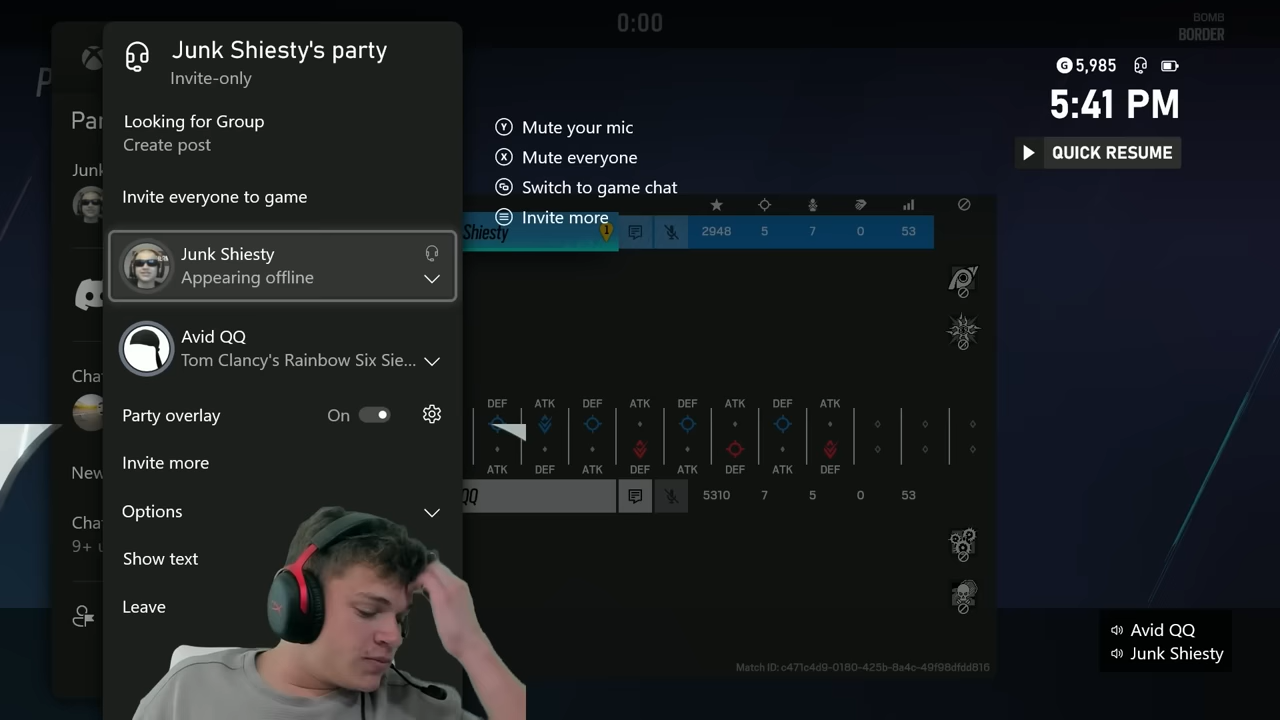 0:00
BOMB
BORDER
Junk Shiesty's party
Invite-only
G 5,985
5:41 PM
QUICK RESUME
Looking for Group
Create post
Invite everyone to game
Y Mute your mic
X Mute everyone
Switch to game chat
Invite more
Shiesty
1
2948 5 7 0 53
Junk Shiesty
Appearing offline
Avid QQ
Tom Clancy's Rainbow Six Sie...
Party overlay
On
DEF ATK DEF ATK DEF ATK DEF ATK
ATK DEF ATK DEF ATK DEF ATK DEF
Invite more
QQ
5310 7 5 0 53
Options
Show text
Leave
Par
Junk
Chat
New
Cha
9+ u
Avid QQ
Junk Shiesty
Match ID: c471c4d9-0180-425b-8a4c-49f98dfdd816